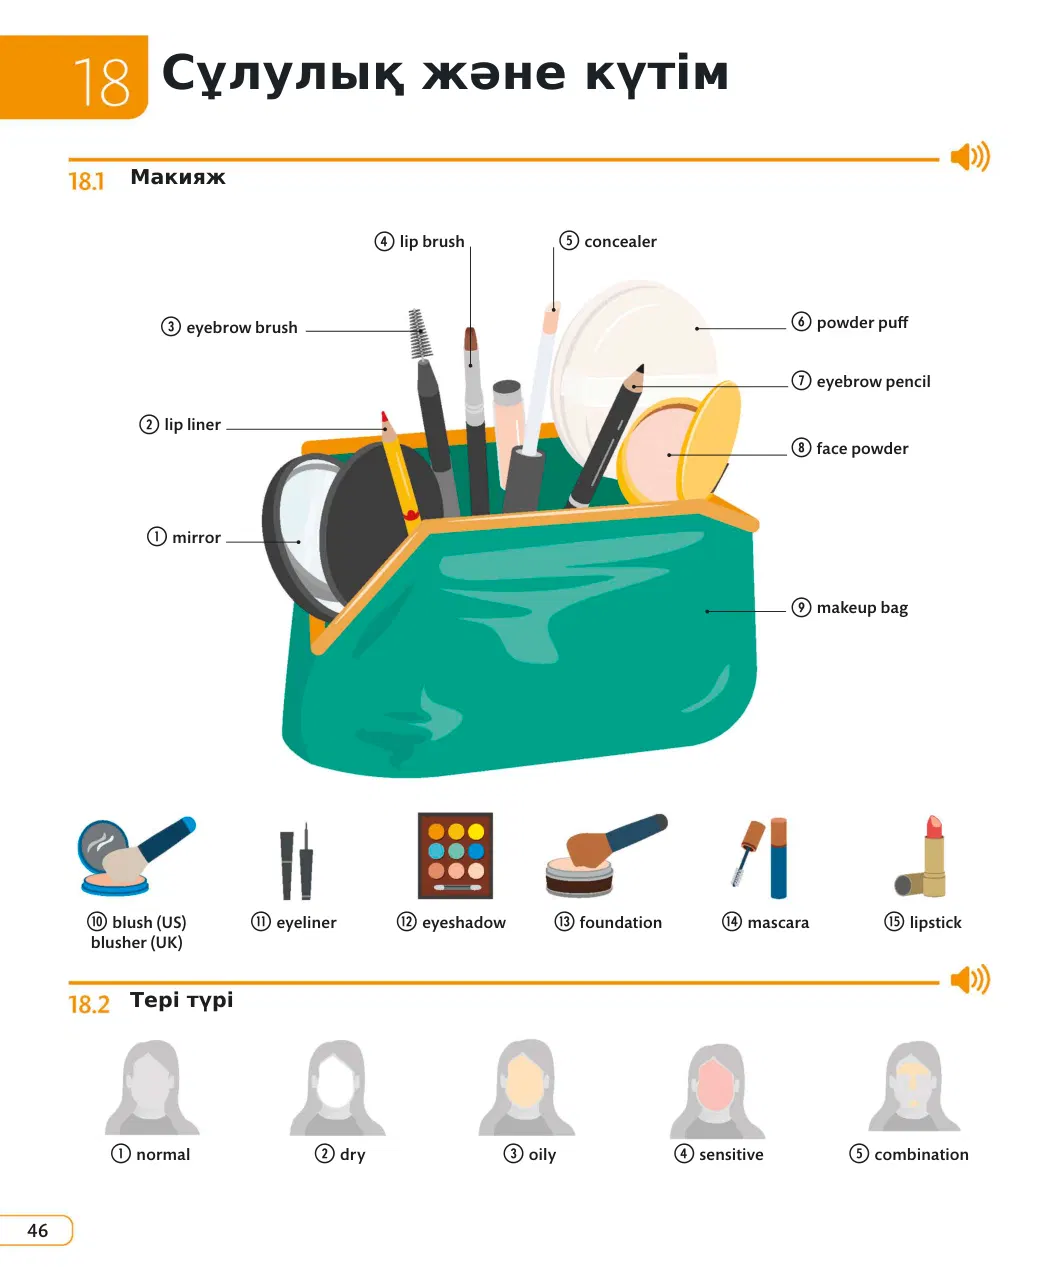 18
Сұлулық және күтім
18.1 Макияж
④ lip brush
⑤ concealer
③ eyebrow brush
⑥ powder puff
⑦ eyebrow pencil
② lip liner
⑧ face powder
① mirror
⑨ makeup bag
⑩ blush (US)
blusher (UK)
⑪ eyeliner
⑫ eyeshadow
⑬ foundation
⑭ mascara
⑮ lipstick
18.2 Тері түрі
① normal
② dry
③ oily
④ sensitive
⑤ combination
46